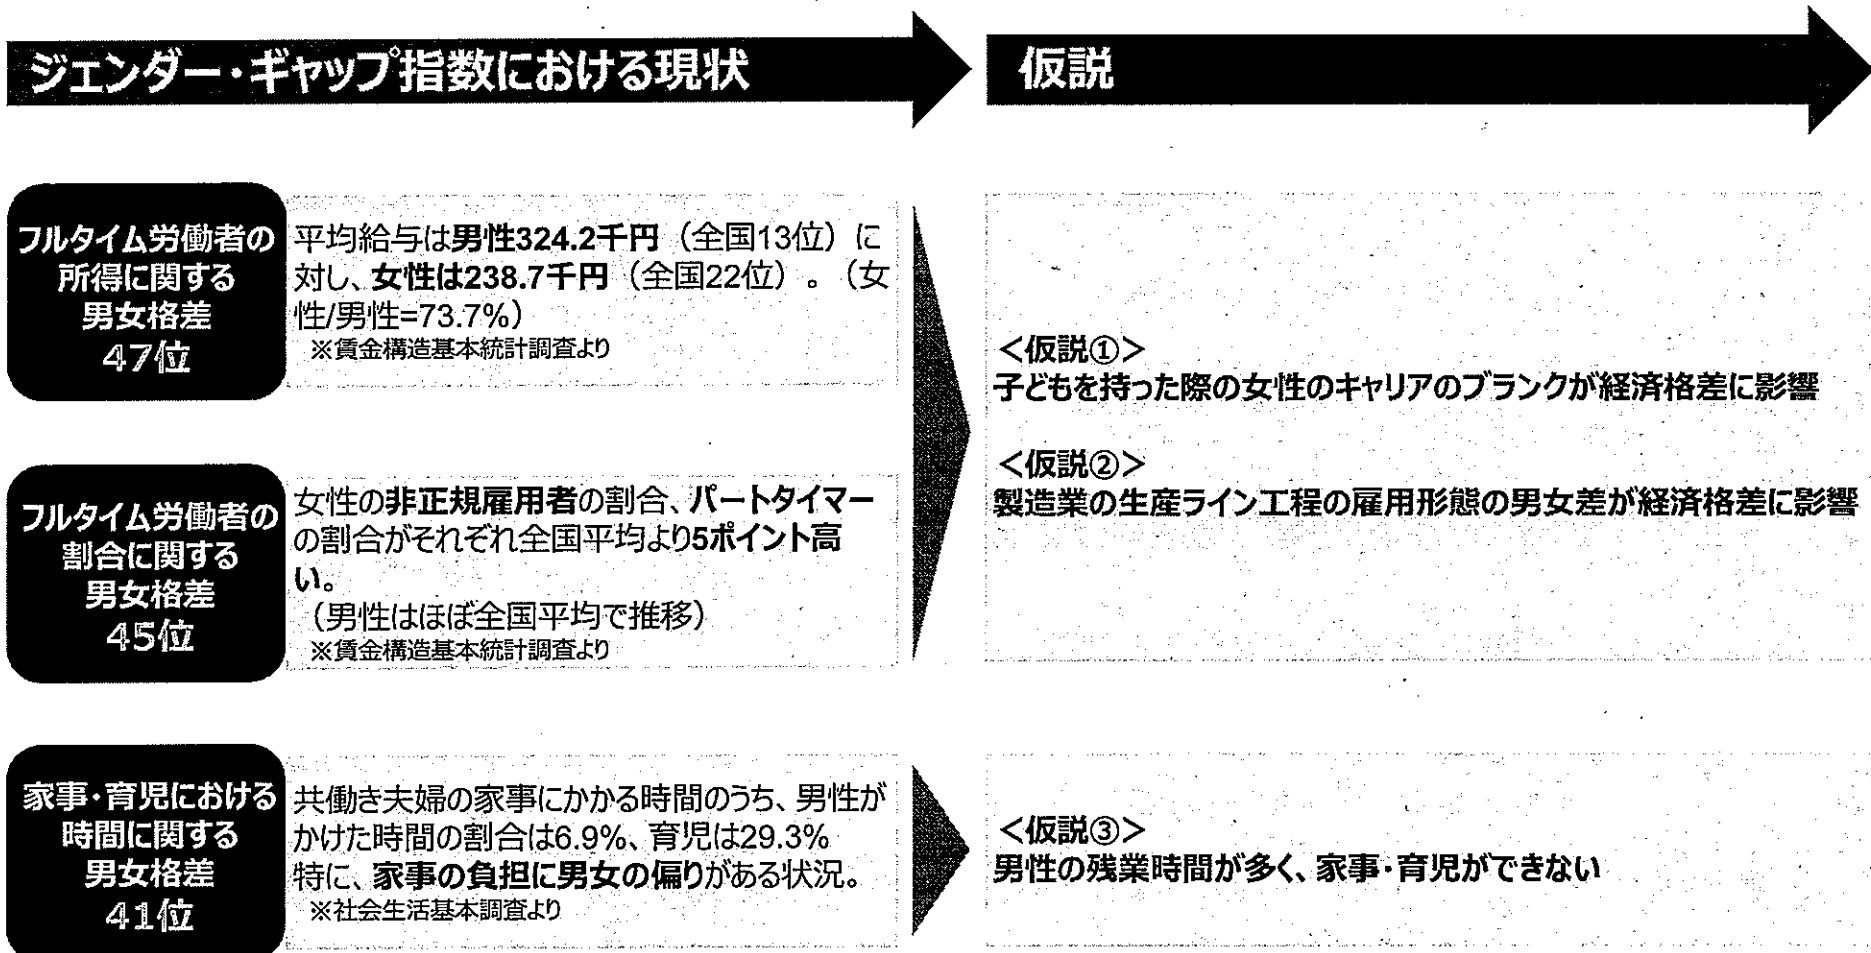 ジェンダー・ギャップ指数における現状
仮説
フルタイム労働者の
所得に関する
男女格差
47位
平均給与は男性324.2千円（全国13位）に
対し、女性は238.7千円（全国22位）。（女
性/男性=73.7%）
※賃金構造基本統計調査より
フルタイム労働者の
割合に関する
男女格差
45位
女性の非正規雇用者の割合、パートタイマー
の割合がそれぞれ全国平均より5ポイント高
い。
（男性はほぼ全国平均で推移）
※賃金構造基本統計調査より
＜仮説①＞
子どもを持った際の女性のキャリアのブランクが経済格差に影響
＜仮説②＞
製造業の生産ライン工程の雇用形態の男女差が経済格差に影響
家事・育児における
時間に関する
男女格差
41位
共働き夫婦の家事にかかる時間のうち、男性が
かけた時間の割合は6.9%、育児は29.3%
特に、家事の負担に男女の偏りがある状況。
※社会生活基本調査より
＜仮説③＞
男性の残業時間が多く、家事・育児ができない